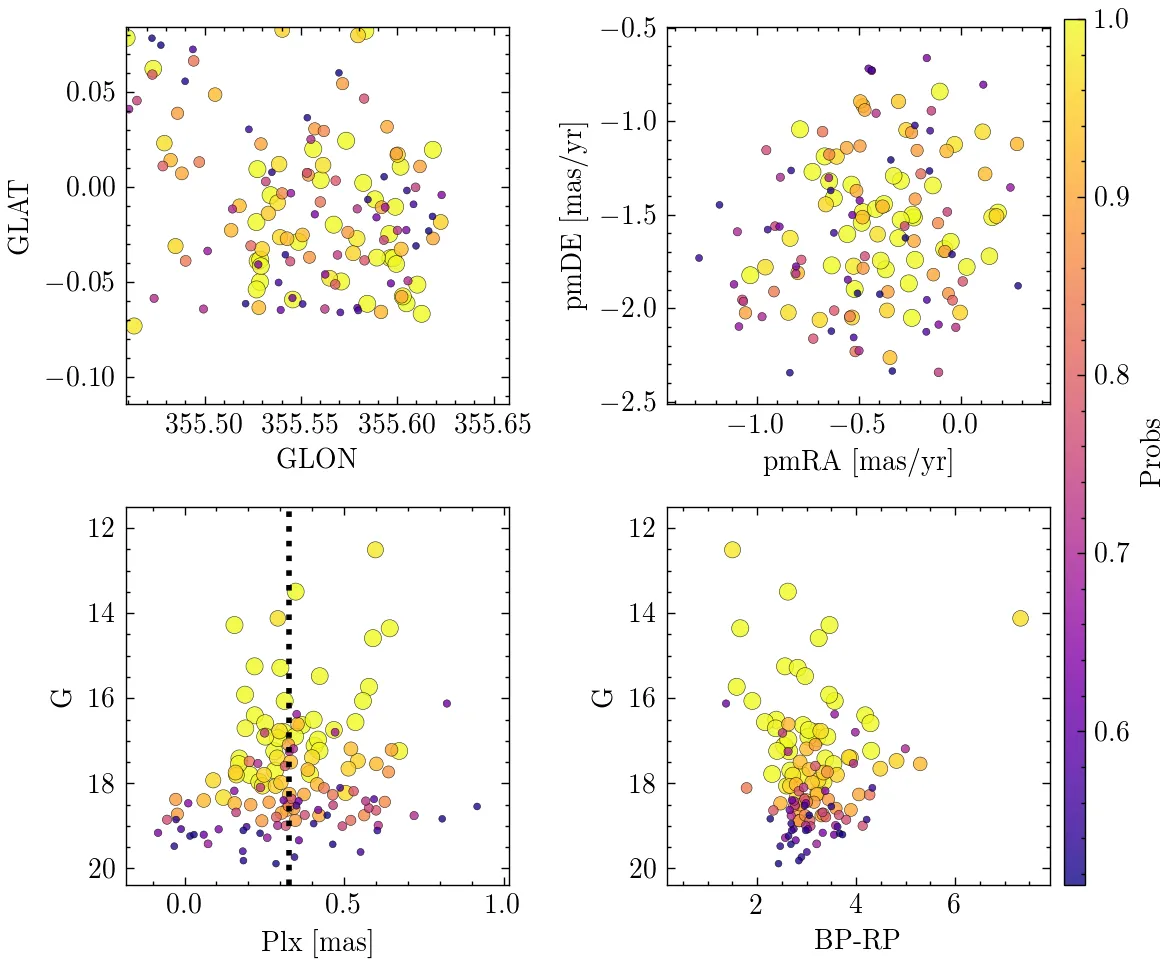 0.05
0.00
−0.05
−0.10
GLAT
355.50 355.55 355.60 355.65
GLON
−0.5
−1.0
−1.5
−2.0
−2.5
pmDE [mas/yr]
−1.0 −0.5 0.0
pmRA [mas/yr]
12
14
16
18
20
G
0.0 0.5 1.0
Plx [mas]
12
14
16
18
20
G
2 4 6
BP-RP
1.0
0.9
0.8
0.7
0.6
Probs